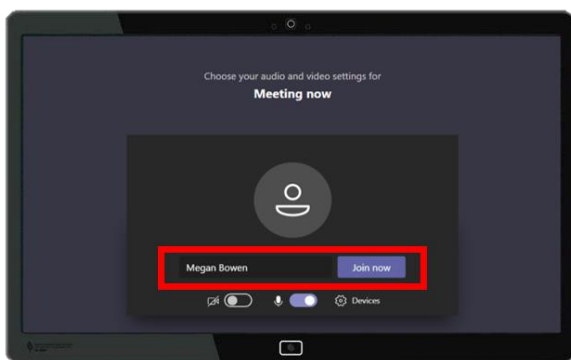 Choose your audio and video settings for
Meeting now
Megan Bowen
Join now
Devices